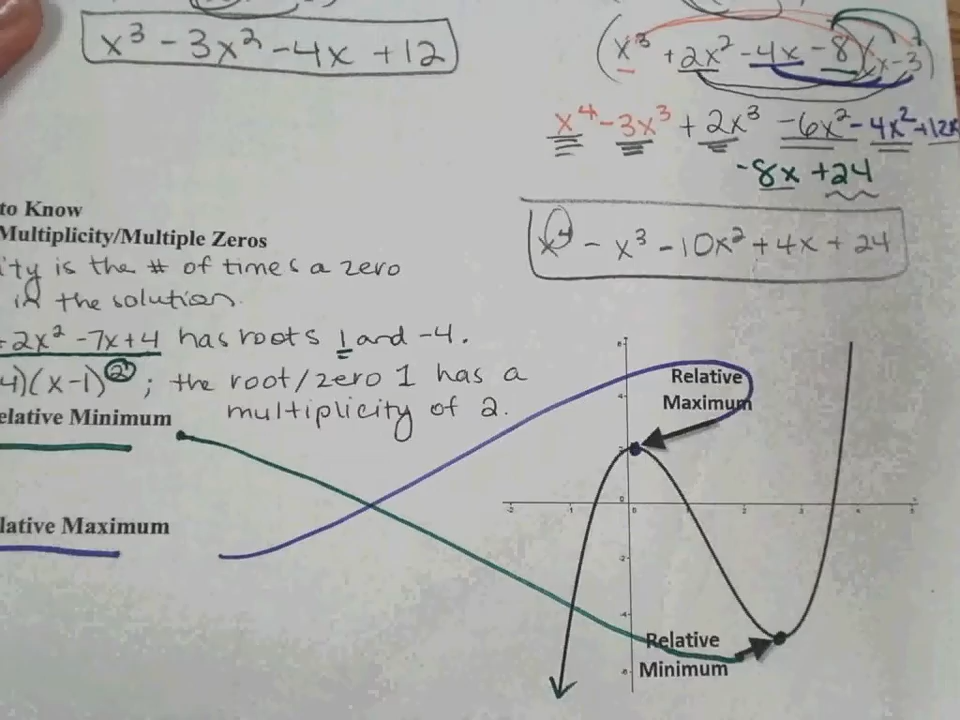 x³ - 3x² - 4x + 12
(x³ + 2x² - 4x - 8)(x - 3)
x⁴ - 3x³ + 2x³ - 6x² - 4x² + 12x
-8x + 24
x⁴ - x³ - 10x² + 4x + 24
to Know
Multiplicity/Multiple Zeros
ity is the # of times a zero
in the solution.
+2x² - 7x + 4 has roots 1 and -4.
4)(x-1)²; the root/zero 1 has a
multiplicity of 2.
elative Minimum
lative Maximum
Relative
Maximum
Relative
Minimum